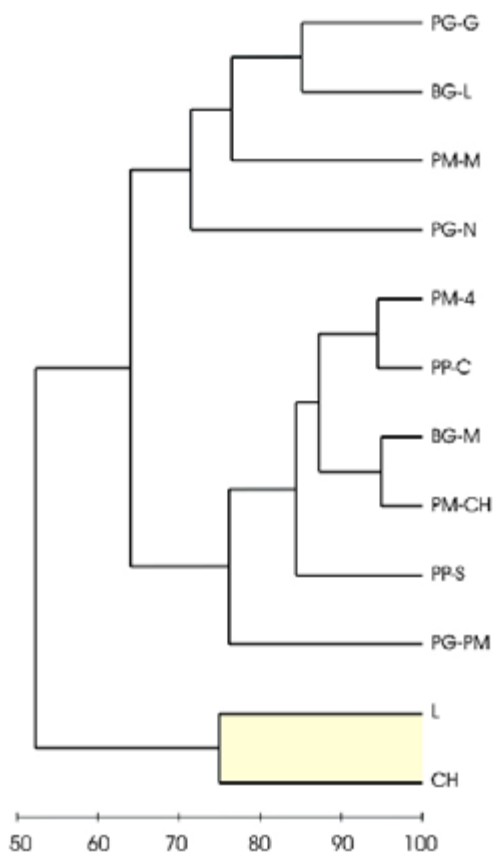 PG-G
BG-L
PM-M
PG-N
PM-4
PP-C
BG-M
PM-CH
PP-S
PG-PM
L
CH
50 60 70 80 90 100